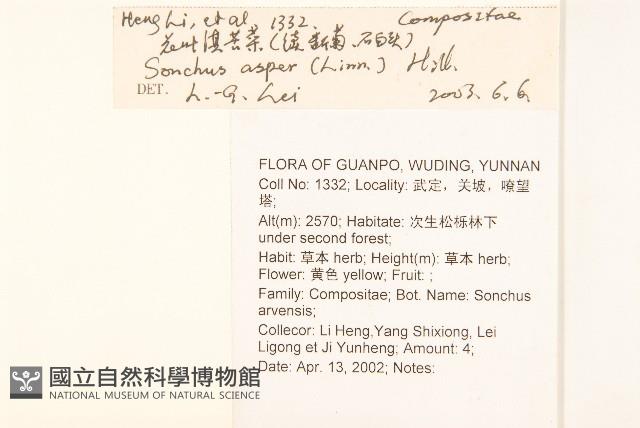 Heng Li, et al. 1332. Compositae
花叶滇苦菜（续断菊、石白头）
Sonchus asper (Linn.) Hill.
DET. L.-G. Lei 2003. 6. 6.
FLORA OF GUANPO, WUDING, YUNNAN
Coll No: 1332; Locality: 武定，关坡，嘹望
塔;
Alt(m): 2570; Habitate: 次生松栎林下
under second forest;
Habit: 草本 herb; Height(m): 草本 herb;
Flower: 黄色 yellow; Fruit: ;
Family: Compositae; Bot. Name: Sonchus
arvensis;
Collecor: Li Heng,Yang Shixiong, Lei
Ligong et Ji Yunheng; Amount: 4;
Date: Apr. 13, 2002; Notes:
國立自然科學博物館
NATIONAL MUSEUM OF NATURAL SCIENCE